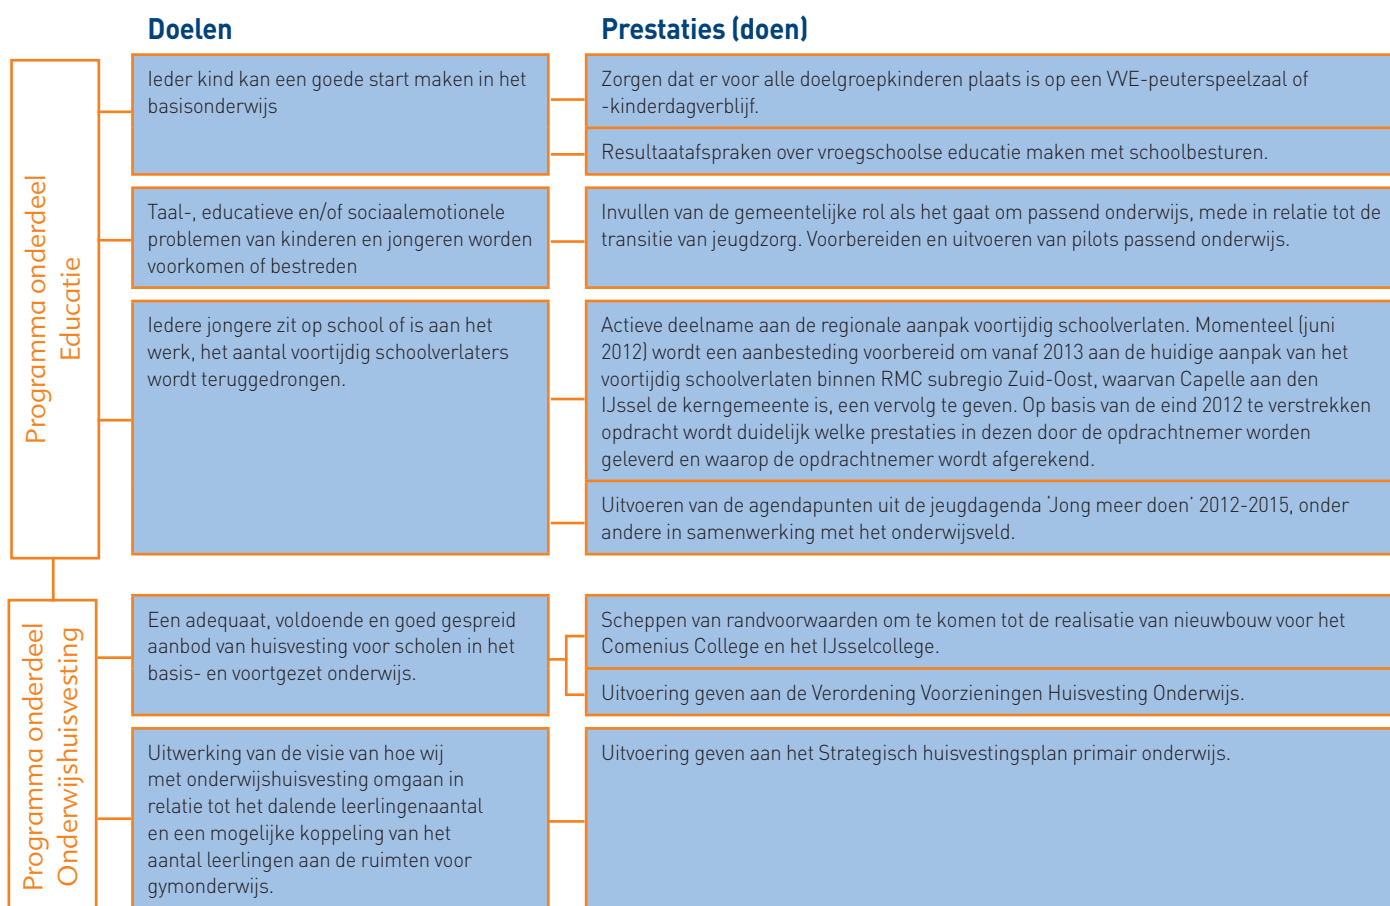 Doelen
Prestaties (doen)
Programma onderdeel
Educatie
Ieder kind kan een goede start maken in het
basisonderwijs
Zorgen dat er voor alle doelgroepkinderen plaats is op een VVE-peuterspeelzaal of
-kinderdagverblijf.
Resultaatafspraken over vroegschoolse educatie maken met schoolbesturen.
Taal-, educatieve en/of sociaalemotionele
problemen van kinderen en jongeren worden
voorkomen of bestreden
Invullen van de gemeentelijke rol als het gaat om passend onderwijs, mede in relatie tot de
transitie van jeugdzorg. Voorbereiden en uitvoeren van pilots passend onderwijs.
Iedere jongere zit op school of is aan het
werk, het aantal voortijdig schoolverlaters
wordt teruggedrongen.
Actieve deelname aan de regionale aanpak voortijdig schoolverlaten. Momenteel (juni
2012) wordt een aanbesteding voorbereid om vanaf 2013 aan de huidige aanpak van het
voortijdig schoolverlaten binnen RMC subregio Zuid-Oost, waarvan Capelle aan den
IJssel de kerngemeente is, een vervolg te geven. Op basis van de eind 2012 te verstrekken
opdracht wordt duidelijk welke prestaties in dezen door de opdrachtnemer worden
geleverd en waarop de opdrachtnemer wordt afgerekend.
Uitvoeren van de agendapunten uit de jeugdagenda 'Jong meer doen' 2012-2015, onder
andere in samenwerking met het onderwijsveld.
Programma onderdeel
Onderwijshuisvesting
Een adequaat, voldoende en goed gespreid
aanbod van huisvesting voor scholen in het
basis- en voortgezet onderwijs.
Scheppen van randvoorwaarden om te komen tot de realisatie van nieuwbouw voor het
Comenius College en het IJsselcollege.
Uitvoering geven aan de Verordening Voorzieningen Huisvesting Onderwijs.
Uitwerking van de visie van hoe wij
met onderwijshuisvesting omgaan in
relatie tot het dalende leerlingenaantal
en een mogelijke koppeling van het
aantal leerlingen aan de ruimten voor
gymonderwijs.
Uitvoering geven aan het Strategisch huisvestingsplan primair onderwijs.